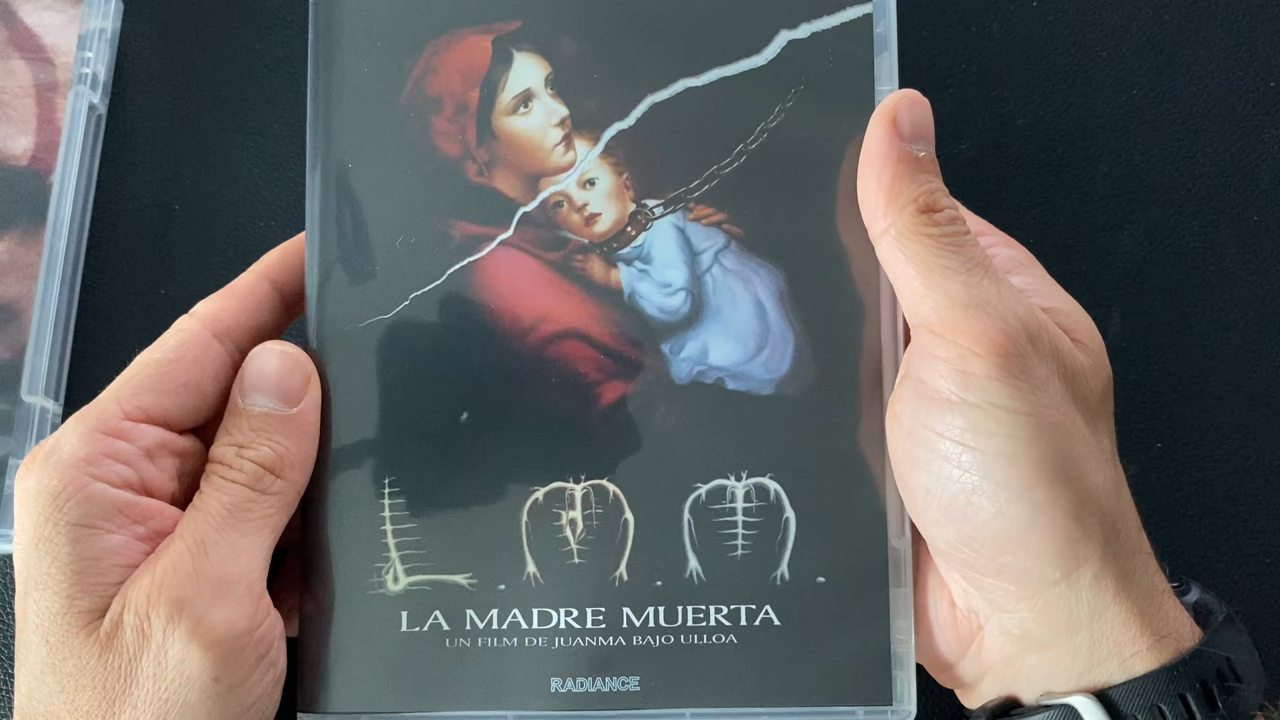 L . M . M .
LA MADRE MUERTA
UN FILM DE JUANMA BAJO ULLOA
RADIANCE